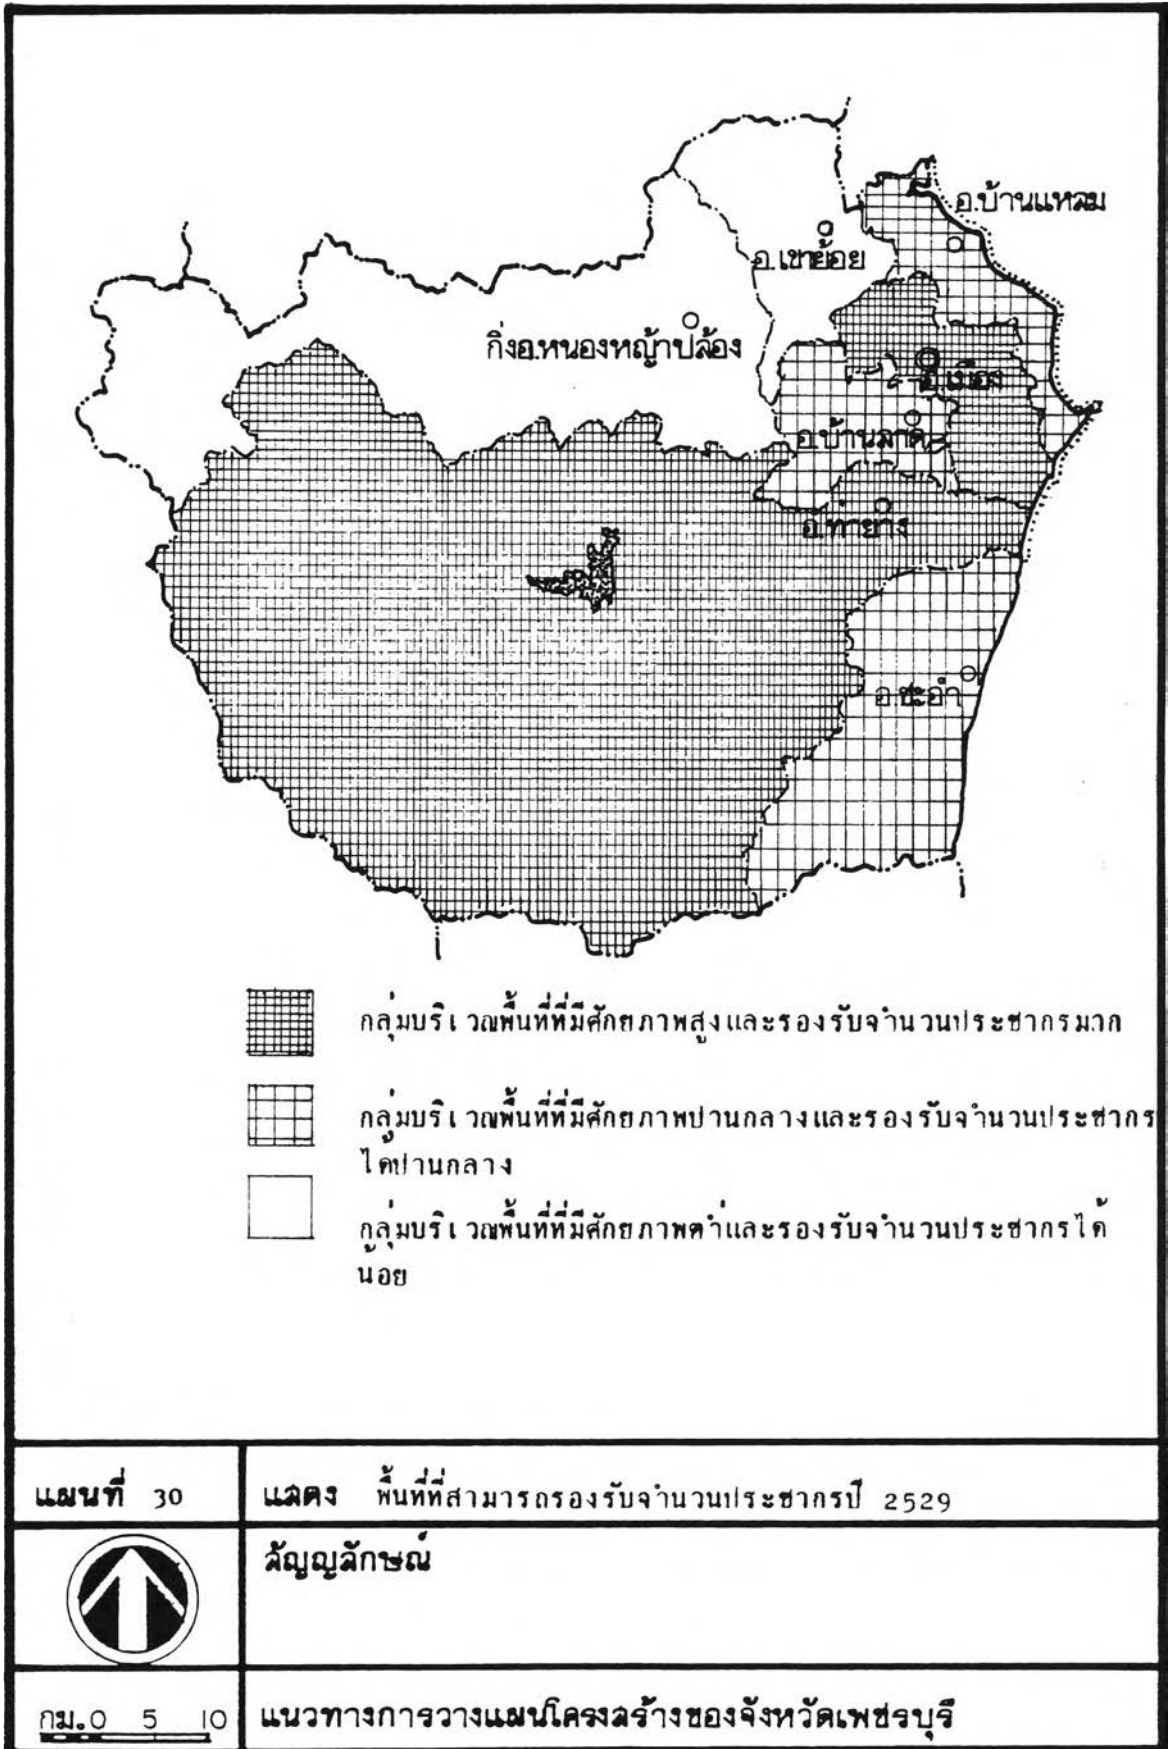 อ.บ้านแหลม
อ.เขาย้อย
กิ่งอ.หนองหญ้าปล้อง
อ.เมือง
อ.บ้านลาด
อ.ท่ายาง
อ.ชะอำ
กลุ่มบริเวณพื้นที่ที่มีศักยภาพสูงและรองรับจำนวนประชากรมาก
กลุ่มบริเวณพื้นที่ที่มีศักยภาพปานกลางและรองรับจำนวนประชากร
ได้ปานกลาง
กลุ่มบริเวณพื้นที่ที่มีศักยภาพต่ำและรองรับจำนวนประชากรได้
น้อย
แผนที่ 30
แสดง พื้นที่ที่สามารถรองรับจำนวนประชากรปี 2529
สัญญลักษณ์
กม. 0 5 10
แนวทางการวางแผนโครงสร้างของจังหวัดเพชรบุรี